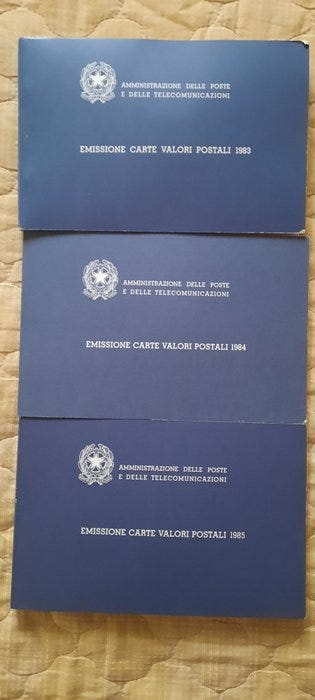 AMMINISTRAZIONE DELLE POSTE
E DELLE TELECOMUNICAZIONI
EMISSIONE CARTE VALORI POSTALI 1983
AMMINISTRAZIONE DELLE POSTE
E DELLE TELECOMUNICAZIONI
EMISSIONE CARTE VALORI POSTALI 1984
AMMINISTRAZIONE DELLE POSTE
E DELLE TELECOMUNICAZIONI
EMISSIONE CARTE VALORI POSTALI 1985